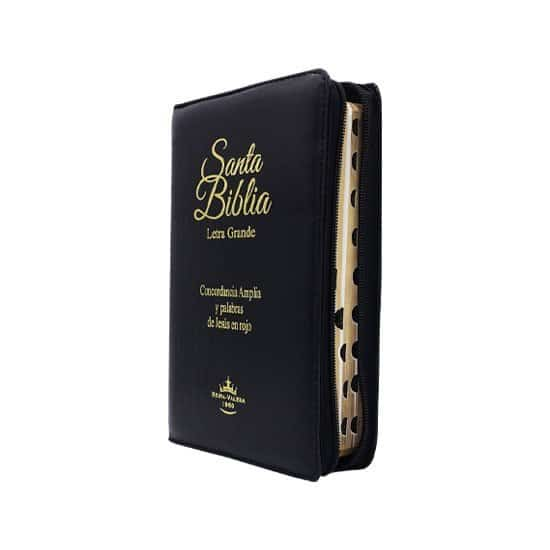 Santa
Biblia
Letra Grande
Concordancia Amplia
y palabras
de Jesús en rojo
REINA-VALERA
1960